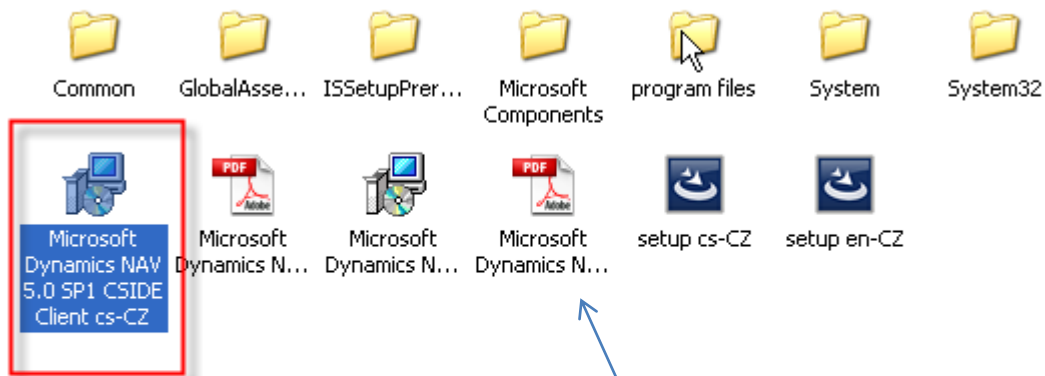 Common GlobalAsse... ISSetupPrer... Microsoft Components program files System System32
PDF Adobe PDF Adobe
Microsoft Dynamics NAV 5.0 SP1 CSIDE Client cs-CZ
Microsoft Dynamics N...
Microsoft Dynamics N...
Microsoft Dynamics N...
setup cs-CZ
setup en-CZ